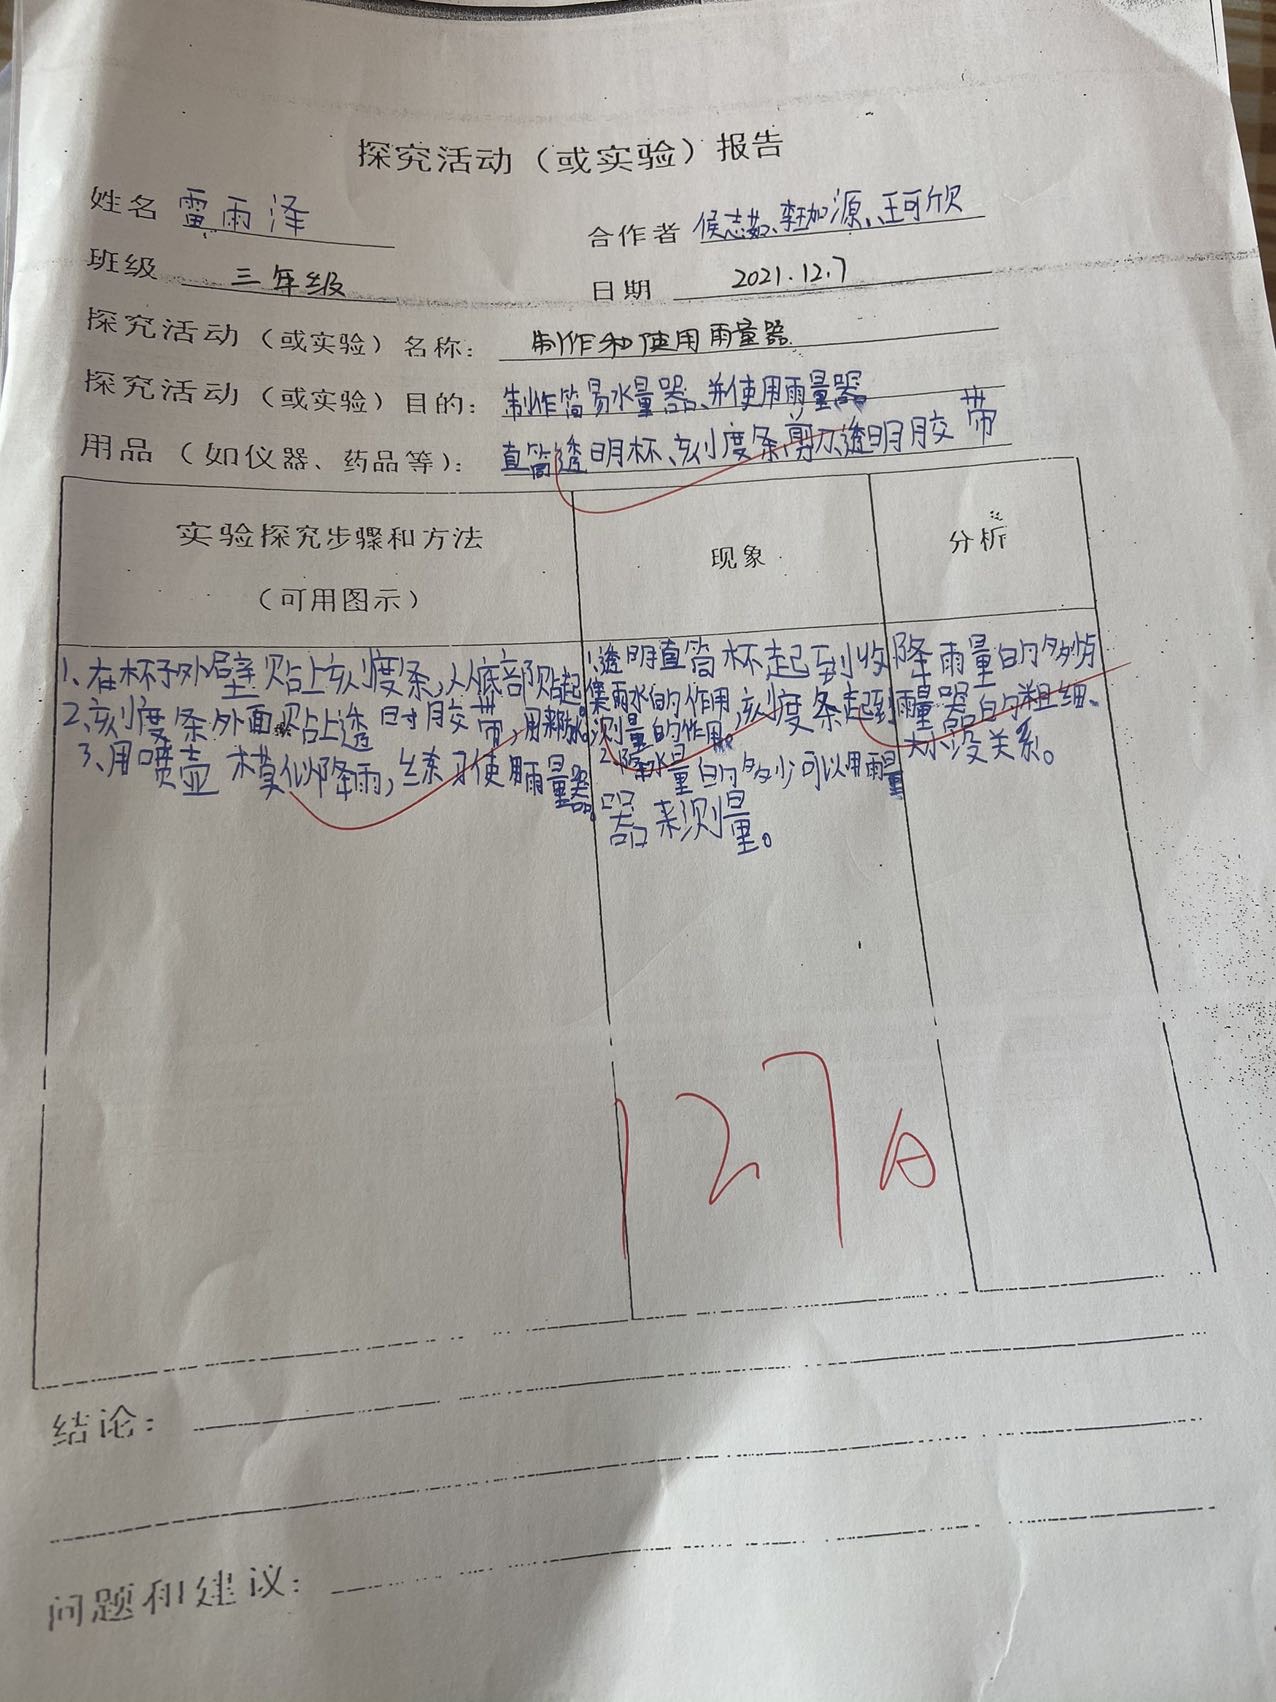 探究活动（或实验）报告
姓名 雷雨泽
合作者 侯志茹、李加源、王可欣
班级 三年级
日期 2021.12.7
探究活动（或实验）名称： 制作和使用雨量器
探究活动（或实验）目的： 制作简易水量器、并使用雨量器
用品（如仪器、药品等）： 直筒透明杯、刻度条、剪刀、透明胶带
实验探究步骤和方法
（可用图示）
现象
分析
1、在杯子外壁贴上刻度条,从底部贴起。
2、刻度条外面贴上透明胶带,用来防水。
3、用喷壶模似降雨,练习使用雨量器。
1.透明直筒杯起到收
集雨水的作用,刻度条起到
测量的作用。
2.降水量的多少可以用雨量
器来测量。
降雨量的多少与
雨量器的粗细、
大小没关系。
127 A
结论：
问题和建议：